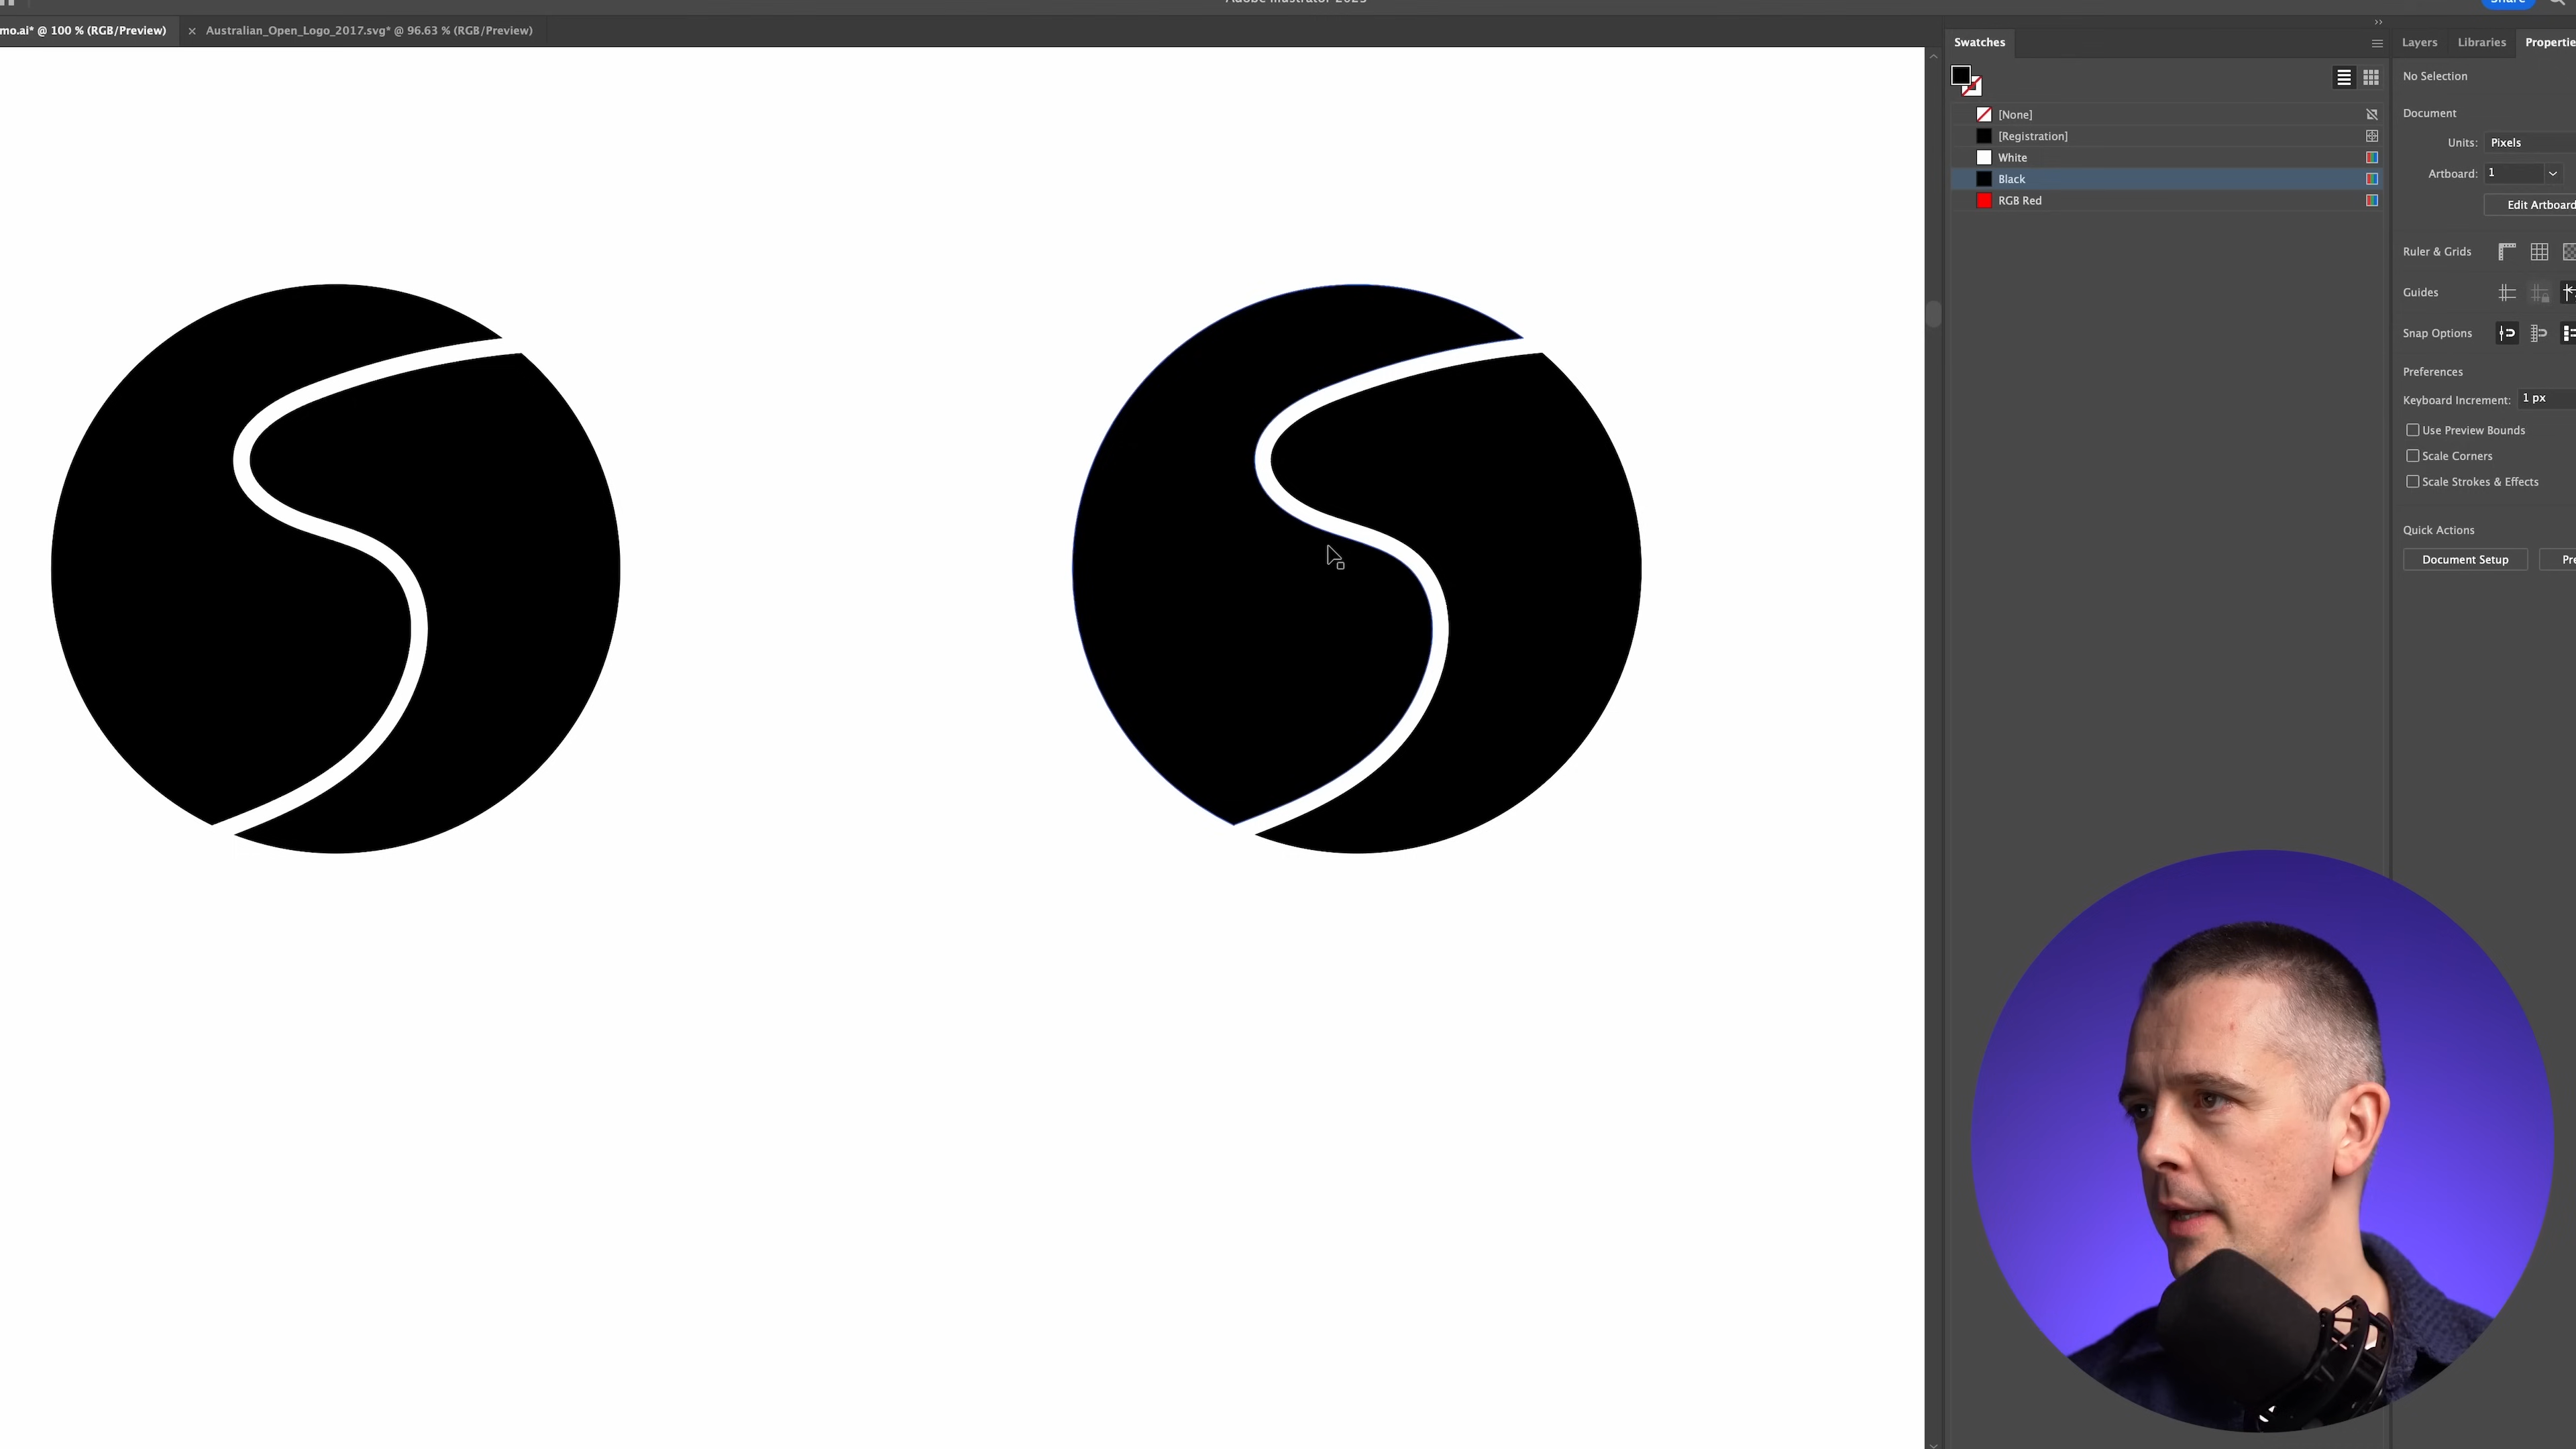 mo.ai* @ 100 % (RGB/Preview)
× Australian_Open_Logo_2017.svg* @ 96.63 % (RGB/Preview)
Share
Swatches
[None]
[Registration]
White
Black
RGB Red
Layers Libraries Propertie
No Selection
Document
Units: Pixels
Artboard: 1
Edit Artboard
Ruler & Grids
Guides
Snap Options
Preferences
Keyboard Increment: 1 px
Use Preview Bounds
Scale Corners
Scale Strokes & Effects
Quick Actions
Document Setup Pre